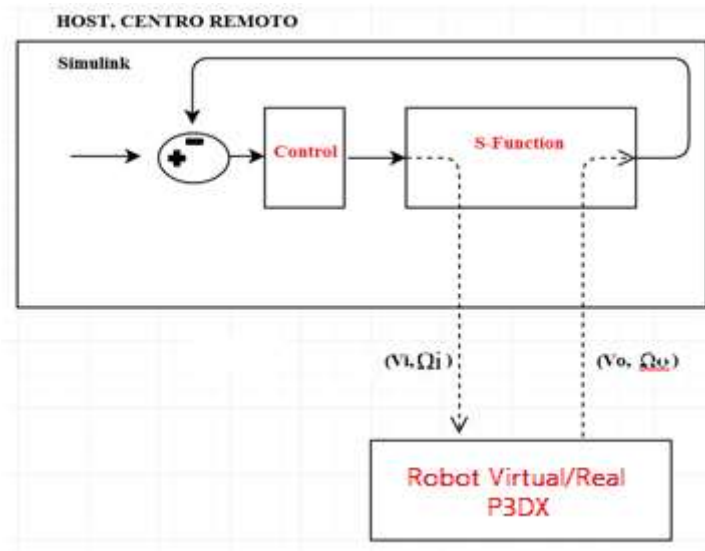 HOST, CENTRO REMOTO
Simulink
Control
S-Function
(Vi,Ωi)
(Vo, Ωo)
Robot Virtual/Real
P3DX